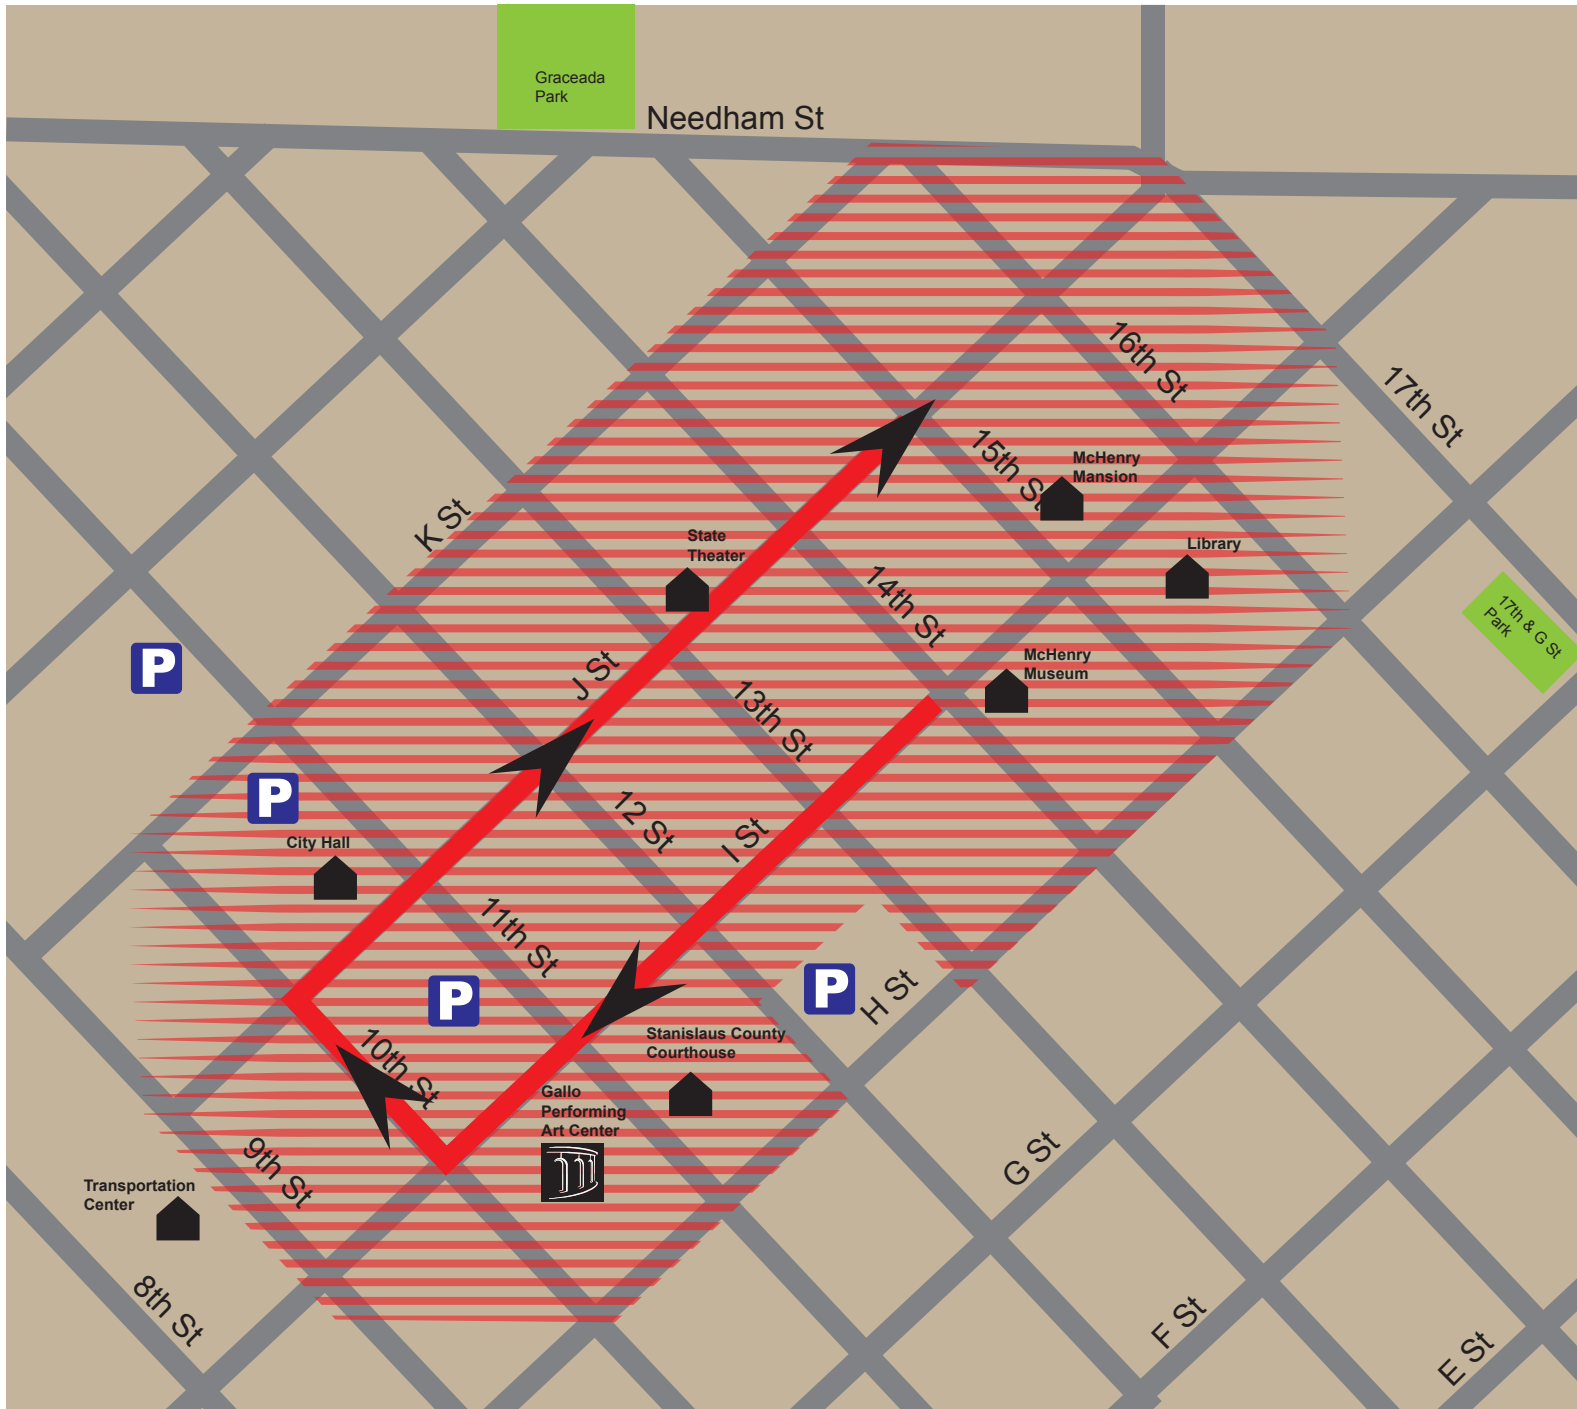 Graceada
Park
Needham St
16th St
17th St
15th St
McHenry
Mansion
K St
State
Theater
Library
14th St
17th & G St
Park
P
J St
McHenry
Museum
13th St
P
12 St
I St
City Hall
11th St
P
P
H St
10th St
Stanislaus County
Courthouse
Gallo
Performing
Art Center
9th St
G St
Transportation
Center
8th St
F St
E St